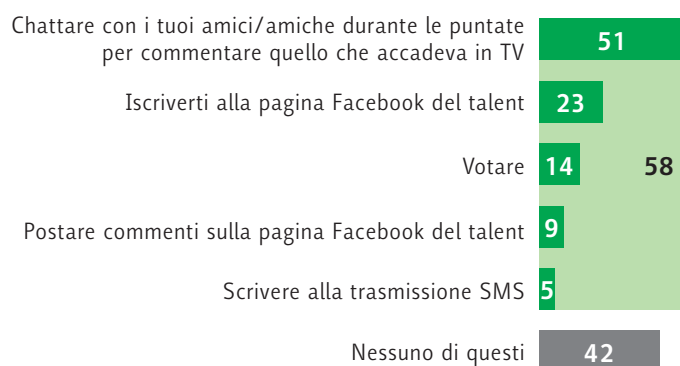 Chattare con i tuoi amici/amiche durante le puntate
per commentare quello che accadeva in TV
51
Iscriverti alla pagina Facebook del talent
23
Votare
14
58
Postare commenti sulla pagina Facebook del talent
9
Scrivere alla trasmissione SMS
5
Nessuno di questi
42